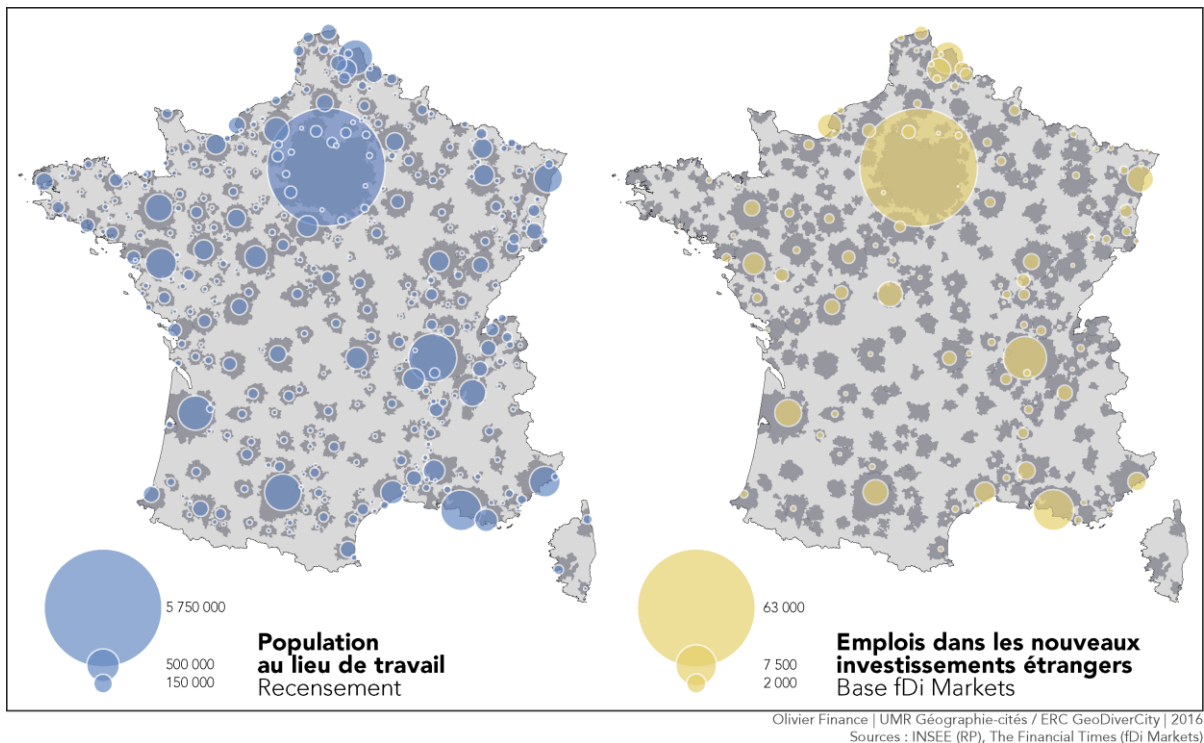 5 750 000
500 000
150 000
Population
au lieu de travail
Recensement
63 000
7 500
2 000
Emplois dans les nouveaux
investissements étrangers
Base fDi Markets
Olivier Finance | UMR Géographie-cités / ERC GeoDiverCity | 2016
Sources : INSEE (RP), The Financial Times (fDi Markets)